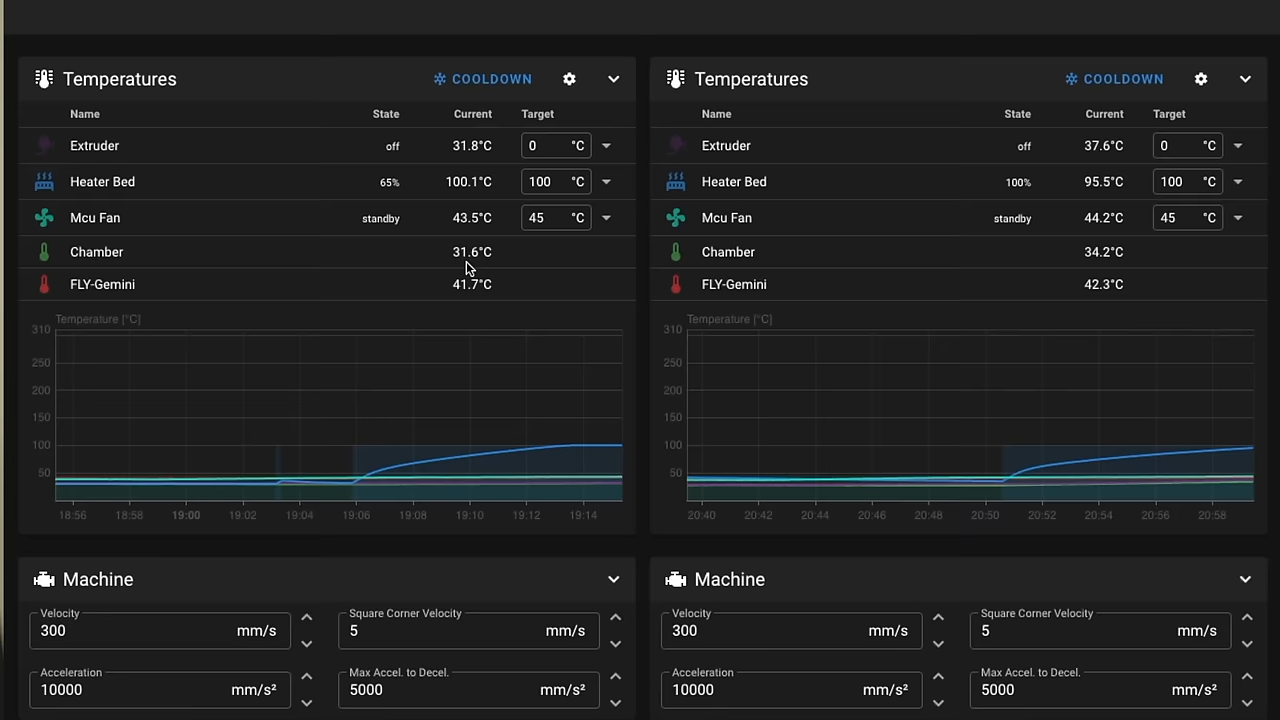 Temperatures COOLDOWN
Name State Current Target
Extruder off 31.8°C 0 °C
Heater Bed 65% 100.1°C 100 °C
Mcu Fan standby 43.5°C 45 °C
Chamber 31.6°C
FLY-Gemini 41.7°C
Temperature [°C]
310
250
200
150
100
50
18:56 18:58 19:00 19:02 19:04 19:06 19:08 19:10 19:12 19:14
Machine
Velocity Square Corner Velocity
300 mm/s 5 mm/s
Acceleration Max Accel. to Decel.
10000 mm/s² 5000 mm/s²
Temperatures COOLDOWN
Name State Current Target
Extruder off 37.6°C 0 °C
Heater Bed 100% 95.5°C 100 °C
Mcu Fan standby 44.2°C 45 °C
Chamber 34.2°C
FLY-Gemini 42.3°C
Temperature [°C]
310
250
200
150
100
50
20:40 20:42 20:44 20:46 20:48 20:50 20:52 20:54 20:56 20:58
Machine
Velocity Square Corner Velocity
300 mm/s 5 mm/s
Acceleration Max Accel. to Decel.
10000 mm/s² 5000 mm/s²